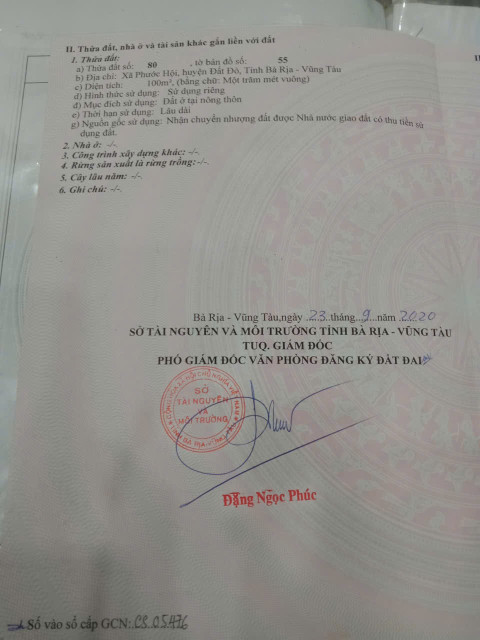 II. Thửa đất, nhà ở và tài sản khác gắn liền với đất
1. Thửa đất:
a) Thửa đất số: 80 , tờ bản đồ số: 55
b) Địa chỉ: Xã Phước Hội, huyện Đất Đỏ, Tỉnh Bà Rịa - Vũng Tàu
c) Diện tích: 100m², (bằng chữ: Một trăm mét vuông)
d) Hình thức sử dụng: Sử dụng riêng
đ) Mục đích sử dụng: Đất ở tại nông thôn
e) Thời hạn sử dụng: Lâu dài
g) Nguồn gốc sử dụng: Nhận chuyển nhượng đất được Nhà nước giao đất có thu tiền sử
dụng đất.
2. Nhà ở: -/-.
3. Công trình xây dựng khác: -/-.
4. Rừng sản xuất là rừng trồng:-/-.
5. Cây lâu năm: -/-.
6. Ghi chú: -/-.
Bà Rịa - Vũng Tàu,ngày 23 tháng 9 năm 2020
SỞ TÀI NGUYÊN VÀ MÔI TRƯỜNG TỈNH BÀ RỊA - VŨNG TÀU
TUQ. GIÁM ĐỐC
PHÓ GIÁM ĐỐC VĂN PHÒNG ĐĂNG KÝ ĐẤT ĐAI
SỞ
TÀI NGUYÊN
VÀ
MÔI TRƯỜNG
Đặng Ngọc Phúc
Số vào sổ cấp GCN: CS 05476